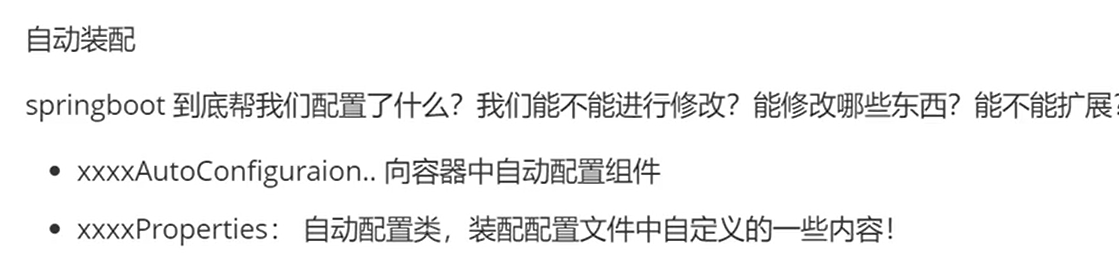 自动装配
springboot 到底帮我们配置了什么？我们能不能进行修改？能修改哪些东西？能不能扩展？
• xxxxAutoConfiguraion.. 向容器中自动配置组件
• xxxxProperties： 自动配置类，装配配置文件中自定义的一些内容！